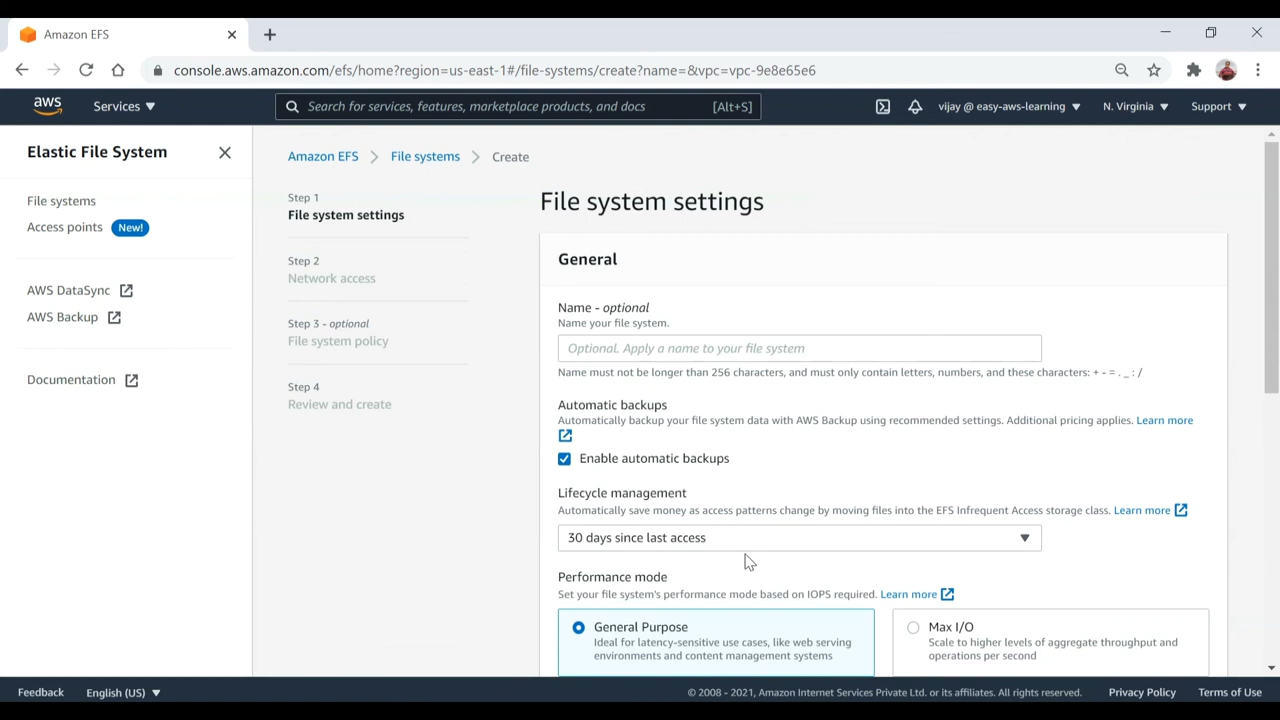 Amazon EFS
console.aws.amazon.com/efs/home?region=us-east-1#/file-systems/create?name=&vpc=vpc-9e8e65e6
aws
Services
Search for services, features, marketplace products, and docs
[Alt+S]
vijay @ easy-aws-learning
N. Virginia
Support
Elastic File System
File systems
Access points New!
AWS DataSync
AWS Backup
Documentation
Amazon EFS
File systems
Create
Step 1
File system settings
Step 2
Network access
Step 3 - optional
File system policy
Step 4
Review and create
File system settings
General
Name - optional
Name your file system.
Optional. Apply a name to your file system
Name must not be longer than 256 characters, and must only contain letters, numbers, and these characters: + - = . _ : /
Automatic backups
Automatically backup your file system data with AWS Backup using recommended settings. Additional pricing applies. Learn more
Enable automatic backups
Lifecycle management
Automatically save money as access patterns change by moving files into the EFS Infrequent Access storage class. Learn more
30 days since last access
Performance mode
Set your file system's performance mode based on IOPS required. Learn more
General Purpose
Ideal for latency-sensitive use cases, like web serving
environments and content management systems
Max I/O
Scale to higher levels of aggregate throughput and
operations per second
Feedback
English (US)
© 2008 - 2021, Amazon Internet Services Private Ltd. or its affiliates. All rights reserved.
Privacy Policy
Terms of Use